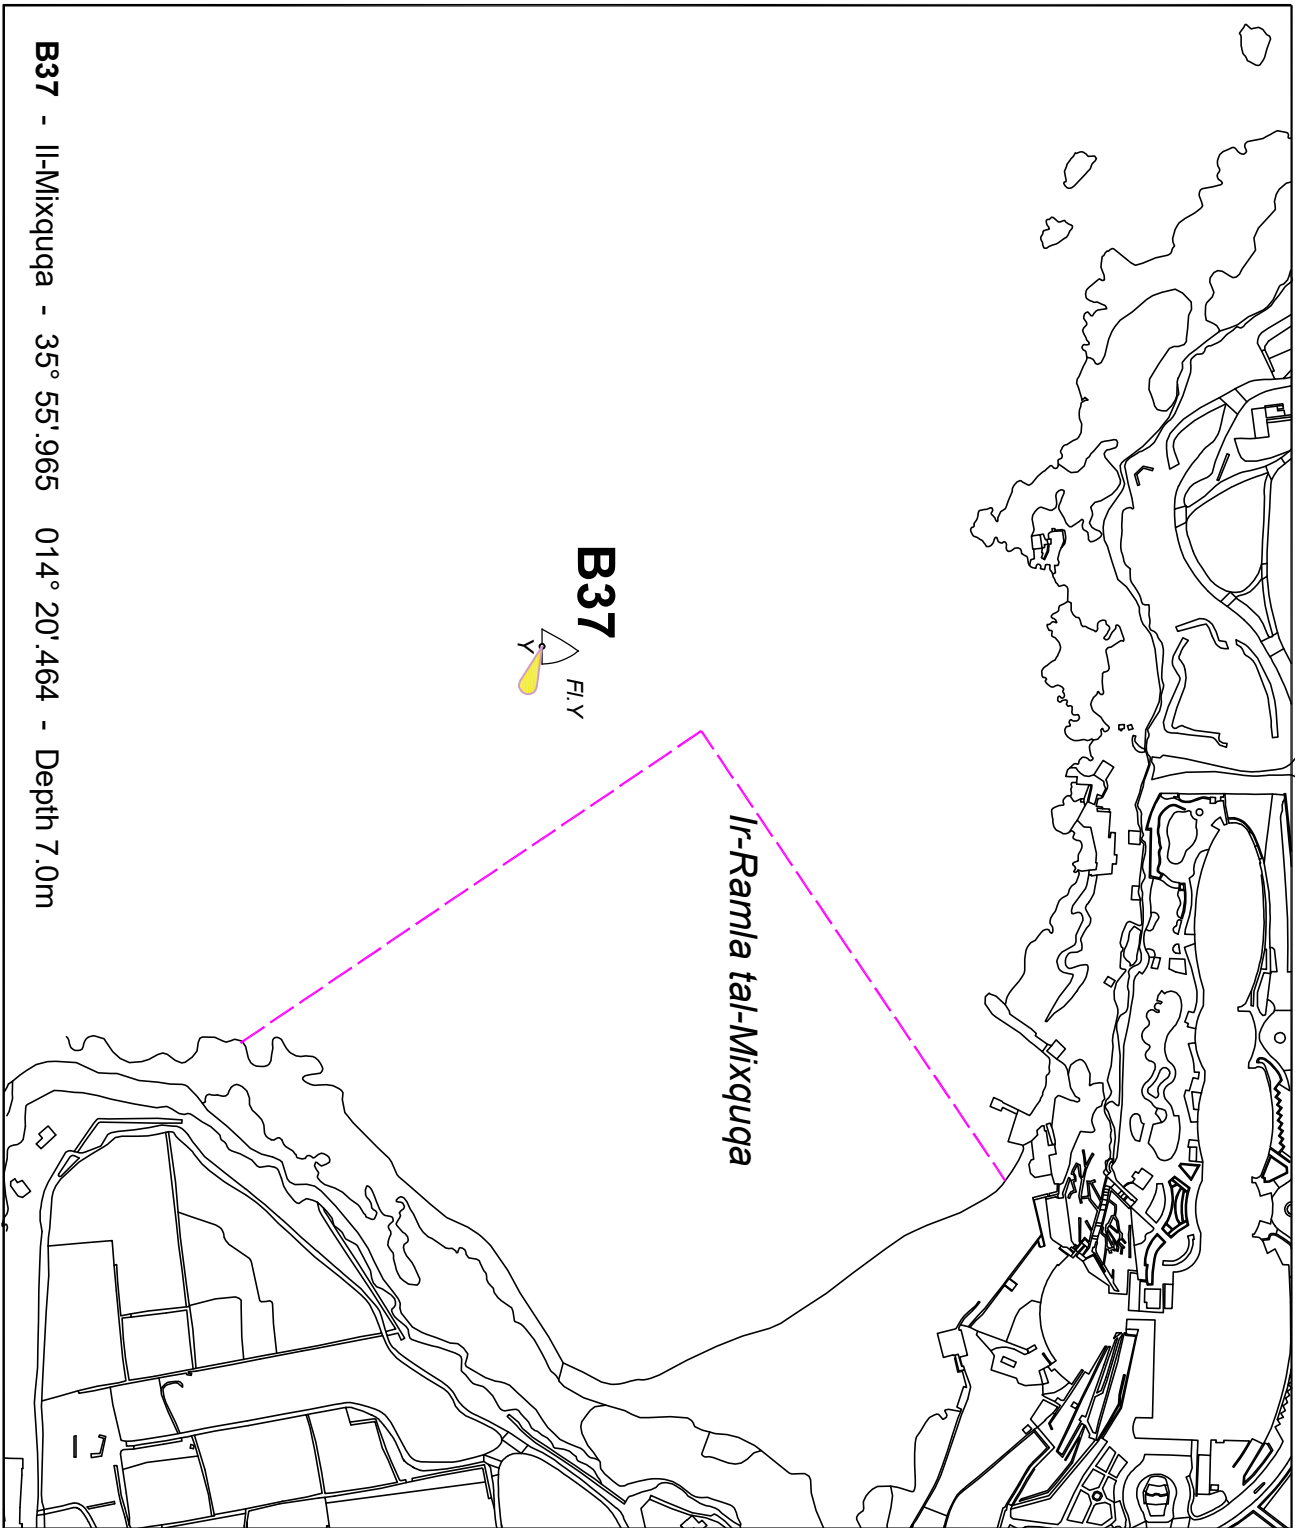 B37
Fl.Y
Y
Ir-Ramla tal-Mixquqa
B37 - Il-Mixquqa - 35° 55'.965 014° 20'.464 - Depth 7.0m